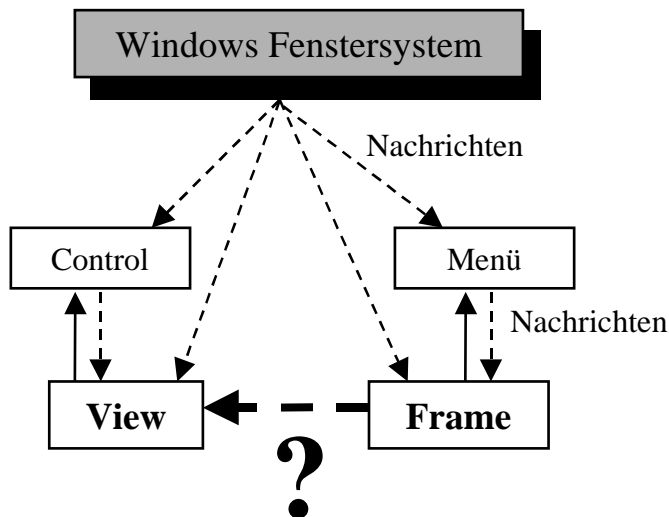 Windows Fenstersystem
Nachrichten
Control
Menü
Nachrichten
View
Frame
?